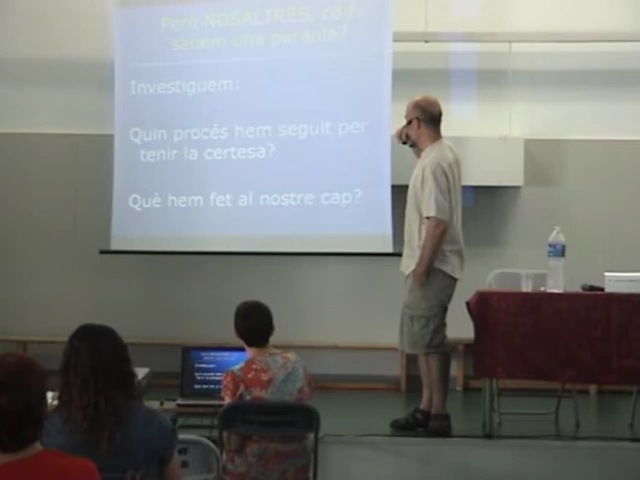 Però NOSALTRES, com
sabem una paraula?
Investiguem:
Quin procés hem seguit per
tenir la certesa?
Què hem fet al nostre cap?